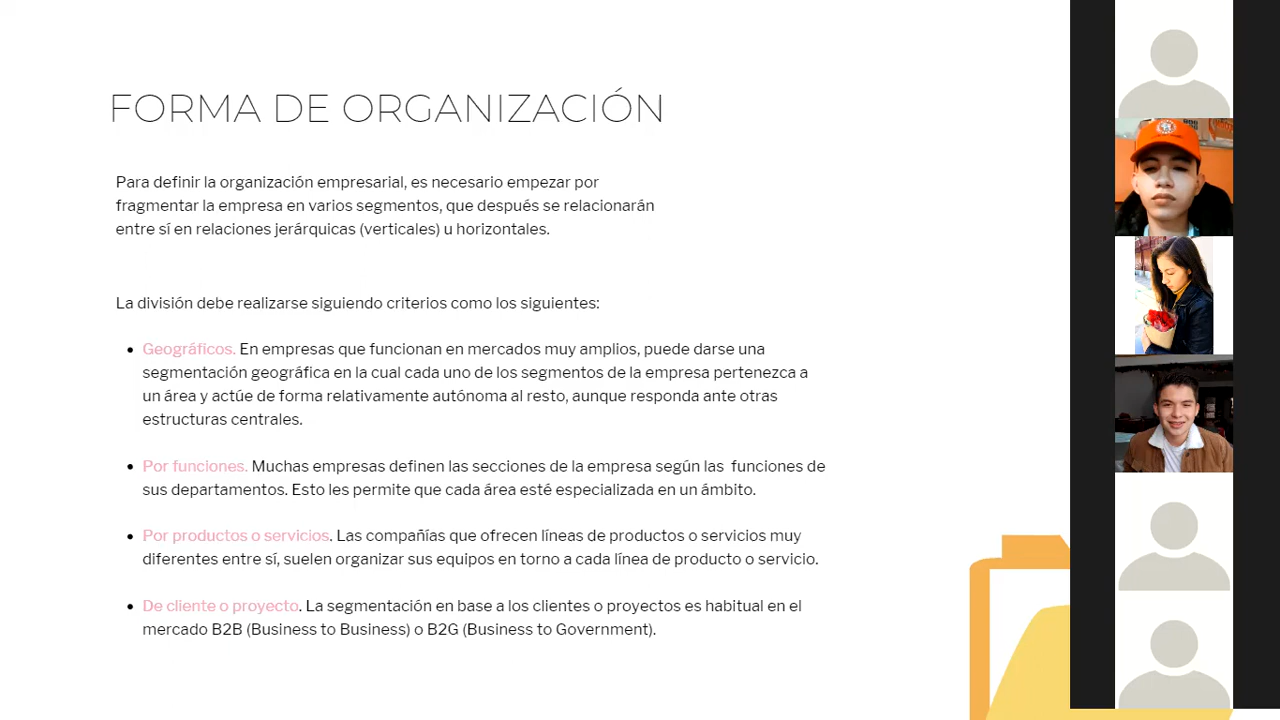 FORMA DE ORGANIZACIÓN
Para definir la organización empresarial, es necesario empezar por
fragmentar la empresa en varios segmentos, que después se relacionarán
entre sí en relaciones jerárquicas (verticales) u horizontales.
La división debe realizarse siguiendo criterios como los siguientes:
• Geográficos. En empresas que funcionan en mercados muy amplios, puede darse una
segmentación geográfica en la cual cada uno de los segmentos de la empresa pertenezca a
un área y actúe de forma relativamente autónoma al resto, aunque responda ante otras
estructuras centrales.
• Por funciones. Muchas empresas definen las secciones de la empresa según las funciones de
sus departamentos. Esto les permite que cada área esté especializada en un ámbito.
• Por productos o servicios. Las compañías que ofrecen líneas de productos o servicios muy
diferentes entre sí, suelen organizar sus equipos en torno a cada línea de producto o servicio.
• De cliente o proyecto. La segmentación en base a los clientes o proyectos es habitual en el
mercado B2B (Business to Business) o B2G (Business to Government).